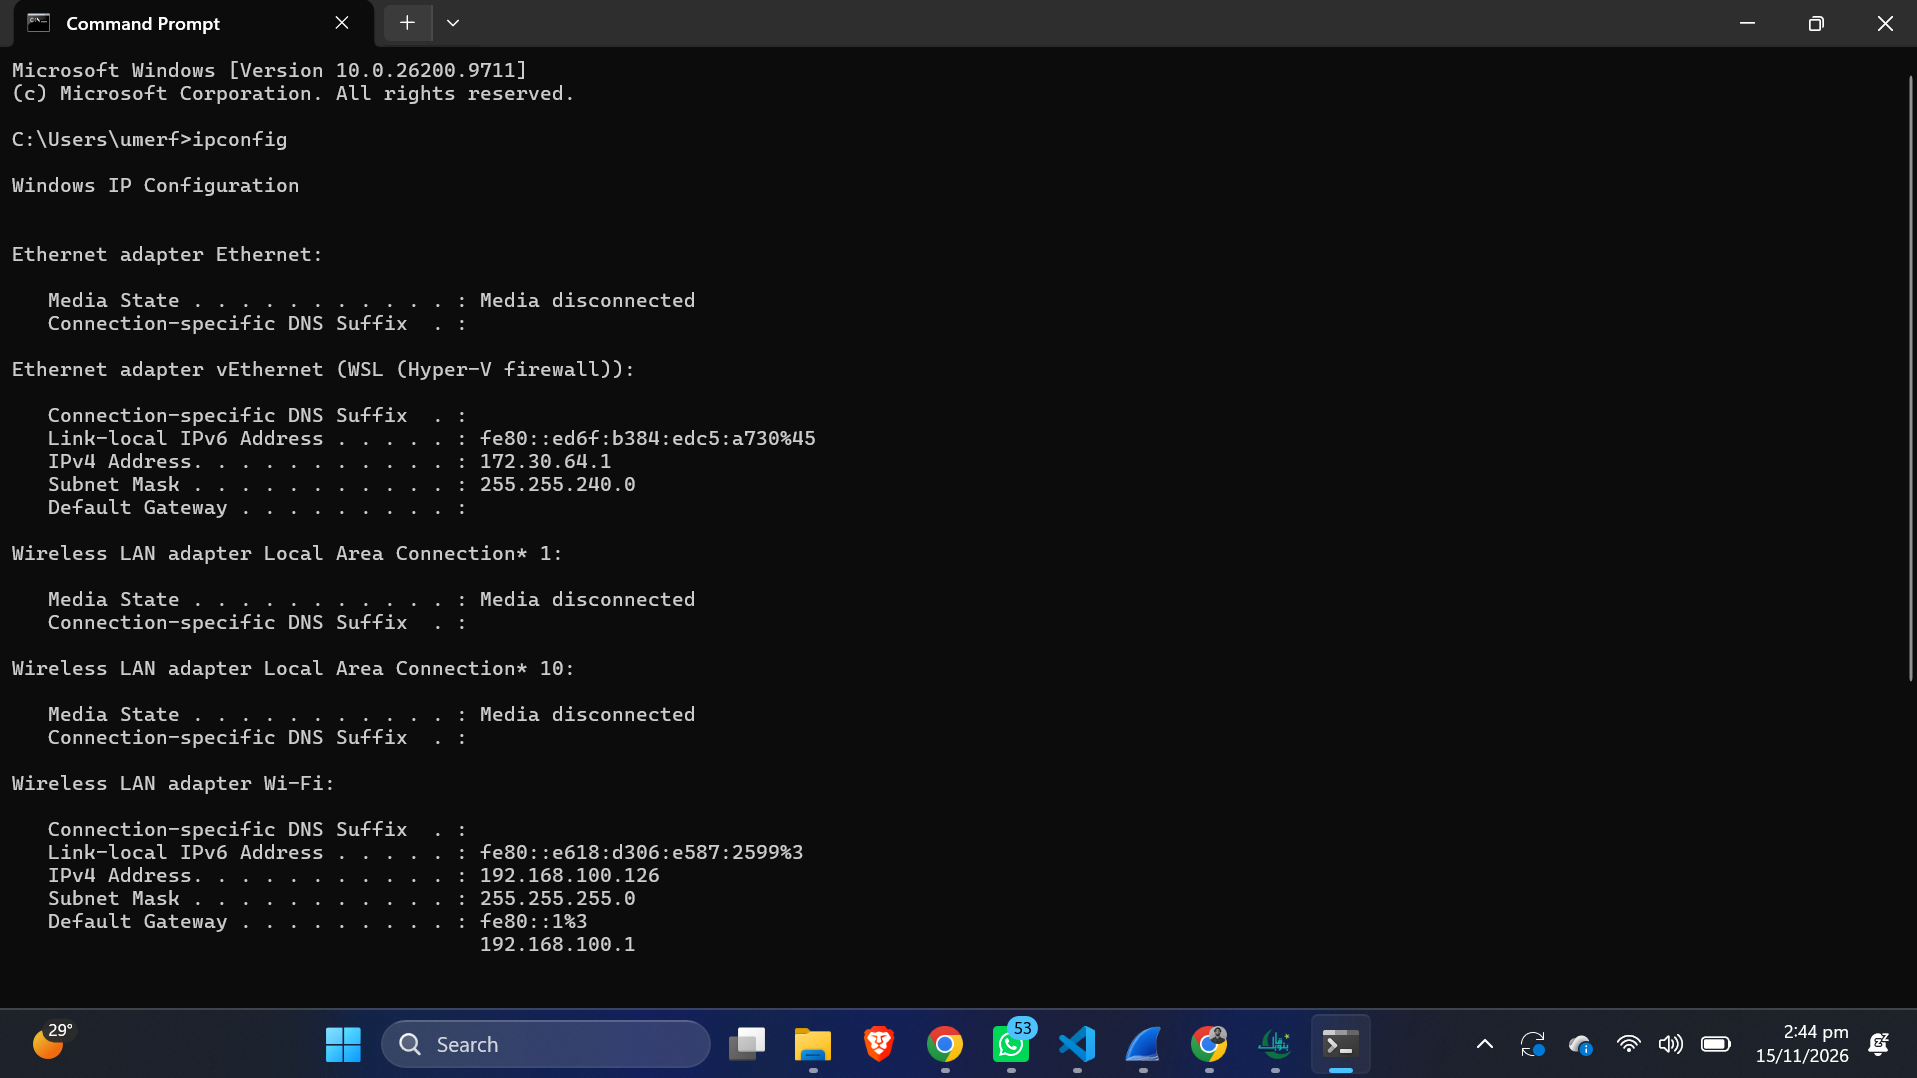 Command Prompt
Microsoft Windows [Version 10.0.26200.9711]
(c) Microsoft Corporation. All rights reserved.
C:\Users\umerf>ipconfig
Windows IP Configuration
Ethernet adapter Ethernet:
   Media State . . . . . . . . . . . : Media disconnected
   Connection-specific DNS Suffix  . :
Ethernet adapter vEthernet (WSL (Hyper-V firewall)):
   Connection-specific DNS Suffix  . :
   Link-local IPv6 Address . . . . . : fe80::ed6f:b384:edc5:a730%45
   IPv4 Address. . . . . . . . . . . : 172.30.64.1
   Subnet Mask . . . . . . . . . . . : 255.255.240.0
   Default Gateway . . . . . . . . . :
Wireless LAN adapter Local Area Connection* 1:
   Media State . . . . . . . . . . . : Media disconnected
   Connection-specific DNS Suffix  . :
Wireless LAN adapter Local Area Connection* 10:
   Media State . . . . . . . . . . . : Media disconnected
   Connection-specific DNS Suffix  . :
Wireless LAN adapter Wi-Fi:
   Connection-specific DNS Suffix  . :
   Link-local IPv6 Address . . . . . : fe80::e618:d306:e587:2599%3
   IPv4 Address. . . . . . . . . . . : 192.168.100.126
   Subnet Mask . . . . . . . . . . . : 255.255.255.0
   Default Gateway . . . . . . . . . : fe80::1%3
                                       192.168.100.1
29°
Search
53
2:44 pm
15/11/2026